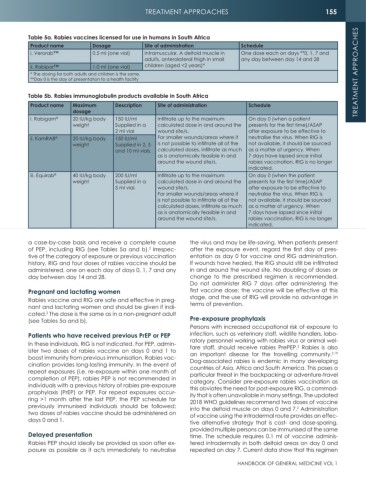 TREATMENT APPROACHES 155
TREATMENT APPROACHES
Table 5a. Rabies vaccines licensed for use in humans in South Africa
Product name Dosage Site of administration Schedule
i. Verorab™ 0.5 ml (one vial) Intramuscular: A deltoid muscle in adults, anterolateral thigh in small children (aged <2 years)* One dose each on days **0, 3, 7 and any day between day 14 and 28
ii. Rabipur™ 1.0 ml (one vial)
* The dosing for both adults and children is the same.
**Day 0 is the day of presentation to a health facility
Table 5b. Rabies immunoglobulin products available in South Africa
Product name Maximum dosage Description Site of administration Schedule
i. Rabigam® 20 IU/kg body weight 150 IU/ml Supplied in a 2 ml vial Infiltrate up to the maximum calculated dose in and around the wound site/s.
For smaller wounds/areas where it is not possible to infiltrate all of the calculated doses, infiltrate as much as is anatomically feasible in and around the wound site/s.
On day 0 (when a patient presents for the first time)/ASAP after exposure to be effective to neutralise the virus. When RIG is not available, it should be sourced as a matter of urgency. When 7 days have lapsed since initial rabies vaccination, RIG is no longer indicated.
ii. KamRAB® 20 IU/kg body weight 150 IU/ml Supplied in 2, 5 and 10 ml vials.
iii. Equirab® 40 IU/kg body weight 200 IU/ml Supplied in a 5 ml vial Infiltrate up to the maximum calculated dose in and around the wound site/s.
For smaller wounds/areas where it is not possible to infiltrate all of the calculated doses, infiltrate as much as is anatomically feasible in and around the wound site/s.
On day 0 (when the patient presents for the first time)/ASAP after exposure to be effective to neutralise the virus. When RIG is not available, it should be sourced as a matter of urgency. When 7 days have lapsed since initial rabies vaccination, RIG is no longer indicated.
a case-by-case basis and receive a complete course
of PEP, including RIG (see Tables 5a and b). Irrespec-
tive of the category of exposure or previous vaccination
history, RIG and four doses of rabies vaccine should be
administered, one on each day of days 0, 3, 7 and any
day between day 14 and 28.
Pregnant and lactating women
Rabies vaccine and RIG are safe and effective in preg-
nant and lactating women and should be given if indi-
cated. The dose is the same as in a non-pregnant adult
(see Tables 5a and b).
Patients who have received previous PrEP or PEP
In these individuals, RIG is not indicated. For PEP, admin-
ister two doses of rabies vaccine on days 0 and 3 to
boost immunity from previous immunisation. Rabies vac-
cination provides long-lasting immunity. In the event of
repeat exposures (i.e. re-exposure within one month of
completion of PEP), rabies PEP is not recommended in
individuals with a previous history of rabies pre-exposure
prophylaxis (PrEP) or PEP. For repeat exposures occur-
ring >1 month after the last PEP, the PEP schedule for
previously immunised individuals should be followed:
two doses of rabies vaccine should be administered on
days 0 and 3.
Delayed presentation
Rabies PEP should ideally be provided as soon after ex-
posure as possible as it acts immediately to neutralise
the virus and may be life-saving. When patients present
after the exposure event, regard the first day of pres-
entation as day 0 for vaccine and RIG administration.
If wounds have healed, the RIG should still be infiltrated
in and around the wound site. No doubling of doses or
change to the prescribed regimen is recommended.
Do not administer RIG 7 days after administering the
first vaccine dose: the vaccine will be effective at this
stage, and the use of RIG will provide no advantage in
terms of prevention.
Pre-exposure prophylaxis
Persons with increased occupational risk of exposure to
infection, such as veterinary staff, wildlife handlers, labo-
ratory personnel working with rabies virus or animal wel-
fare staff, should receive rabies PrePEP. Rabies is also
an important disease for the travelling community.
Dog-associated rabies is endemic in many developing
countries of Asia, Africa and South America. This poses a
particular threat in the backpacking or adventure-travel
category. Consider pre-exposure rabies vaccination as
this obviates the need for post-exposure RIG, a commod-
ity that is often unavailable in many settings. The updated
2018 WHO guidelines recommend two doses of vaccine
into the deltoid muscle on days 0 and 7. Administration
of vaccine using the intradermal route provides an effec-
tive alternative strategy that is cost- and dose-sparing,
provided multiple persons can be immunised at the same
time. The schedule requires 0.1 ml of vaccine adminis-
tered intradermally in both deltoid areas on day 0 and
repeated on day 7. Current data show that this regimen
HANDBOOK OF GENERAL MEDICINE VOL 1